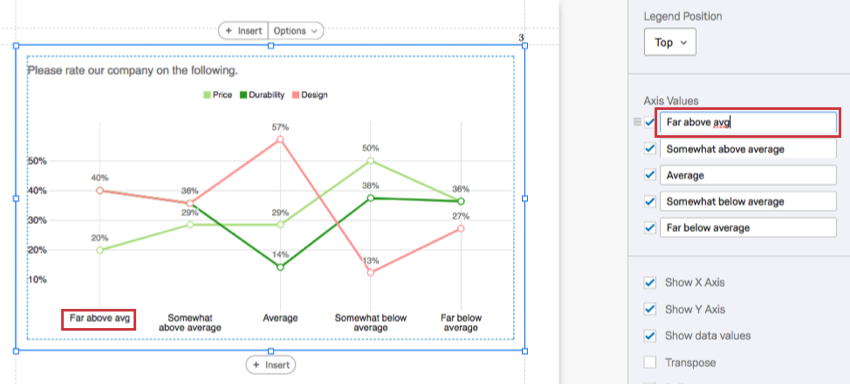 + Insert
Options
3
Please rate our company on the following.
Price Durability Design
57%
50%
50%
40%
40%
38%
36%
36%
30%
29%
29%
27%
20%
20%
14%
13%
10%
Far above avg
Somewhat
above average
Average
Somewhat below
average
Far below
average
+ Insert
Legend Position
Top
Axis Values
Far above avg
Somewhat above average
Average
Somewhat below average
Far below average
Show X Axis
Show Y Axis
Show data values
Transpose